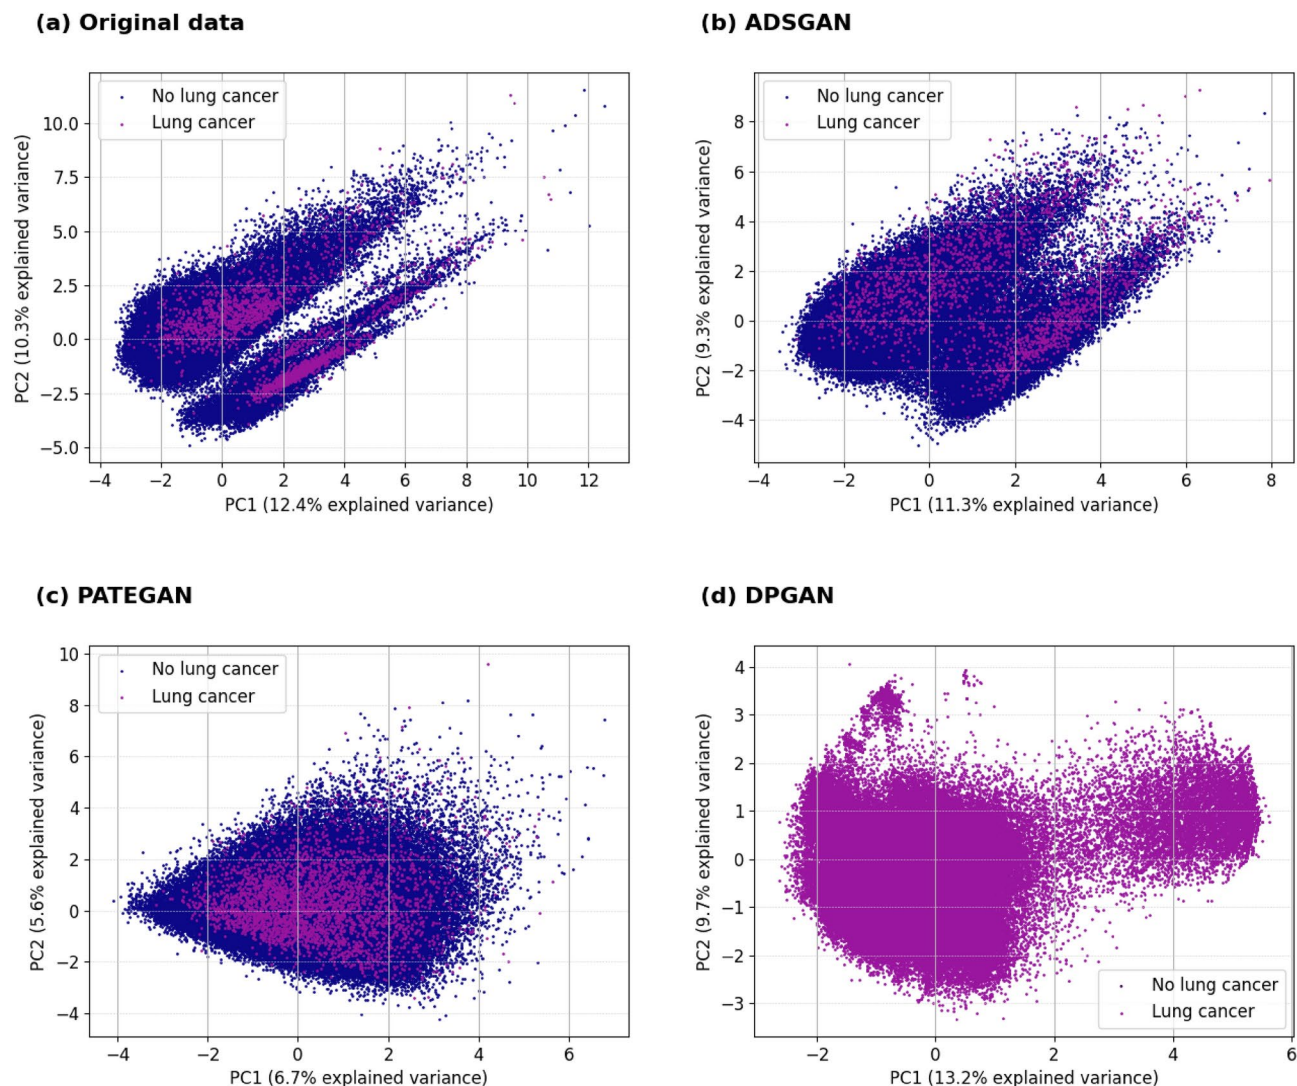 (a) Original data
No lung cancer
Lung cancer
10.0
7.5
5.0
2.5
0.0
−2.5
−5.0
PC2 (10.3% explained variance)
−4 −2 0 2 4 6 8 10 12
PC1 (12.4% explained variance)
(b) ADSGAN
No lung cancer
Lung cancer
8
6
4
2
0
−2
−4
PC2 (9.3% explained variance)
−4 −2 0 2 4 6 8
PC1 (11.3% explained variance)
(c) PATEGAN
No lung cancer
Lung cancer
10
8
6
4
2
0
−2
−4
PC2 (5.6% explained variance)
−4 −2 0 2 4 6
PC1 (6.7% explained variance)
(d) DPGAN
4
3
2
1
0
−1
−2
−3
PC2 (9.7% explained variance)
No lung cancer
Lung cancer
−2 0 2 4 6
PC1 (13.2% explained variance)